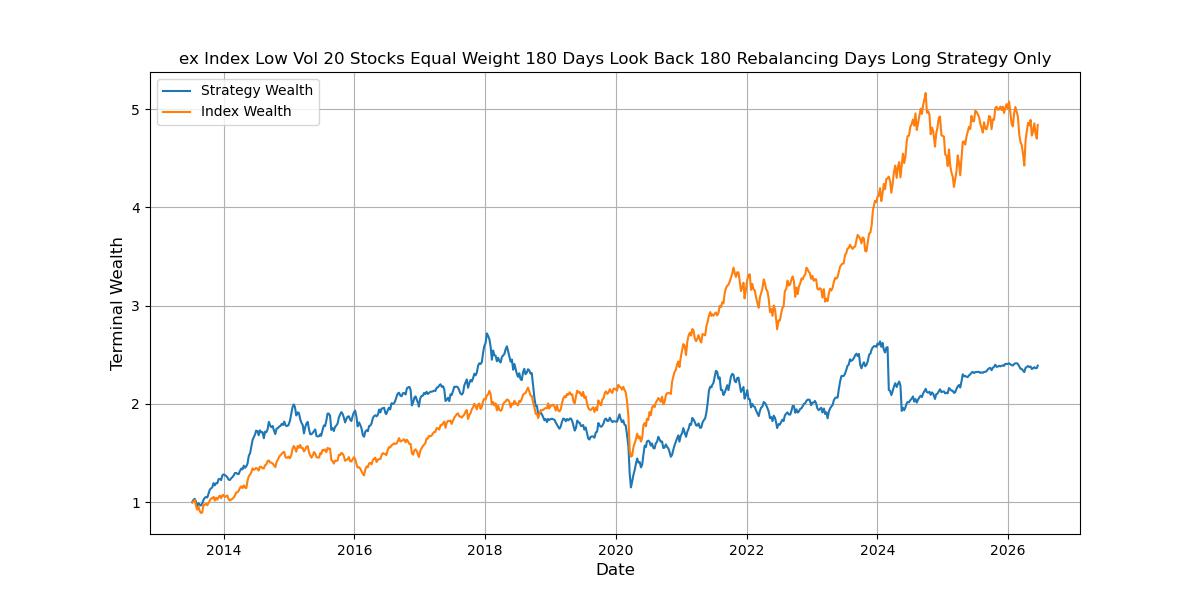 ex Index Low Vol 20 Stocks Equal Weight 180 Days Look Back 180 Rebalancing Days Long Strategy Only
Strategy Wealth
Index Wealth
Terminal Wealth
5
4
3
2
1
2014 2016 2018 2020 2022 2024 2026
Date